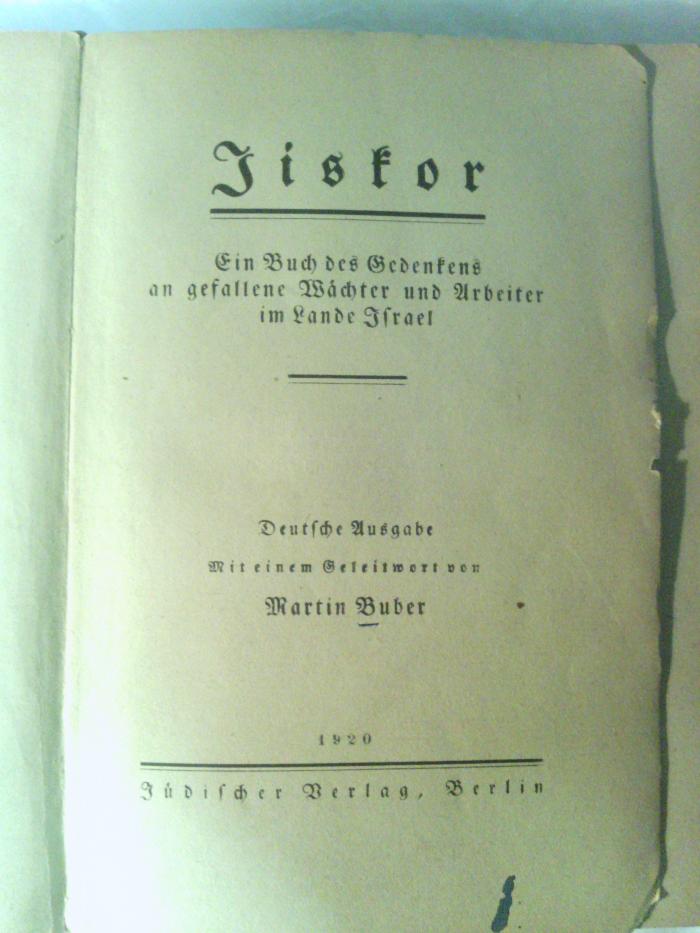 Jiskor
Ein Buch des Gedenkens
an gefallene Wächter und Arbeiter
im Lande Israel
Deutsche Ausgabe
Mit einem Geleitwort von
Martin Buber
1920
Jüdischer Verlag, Berlin